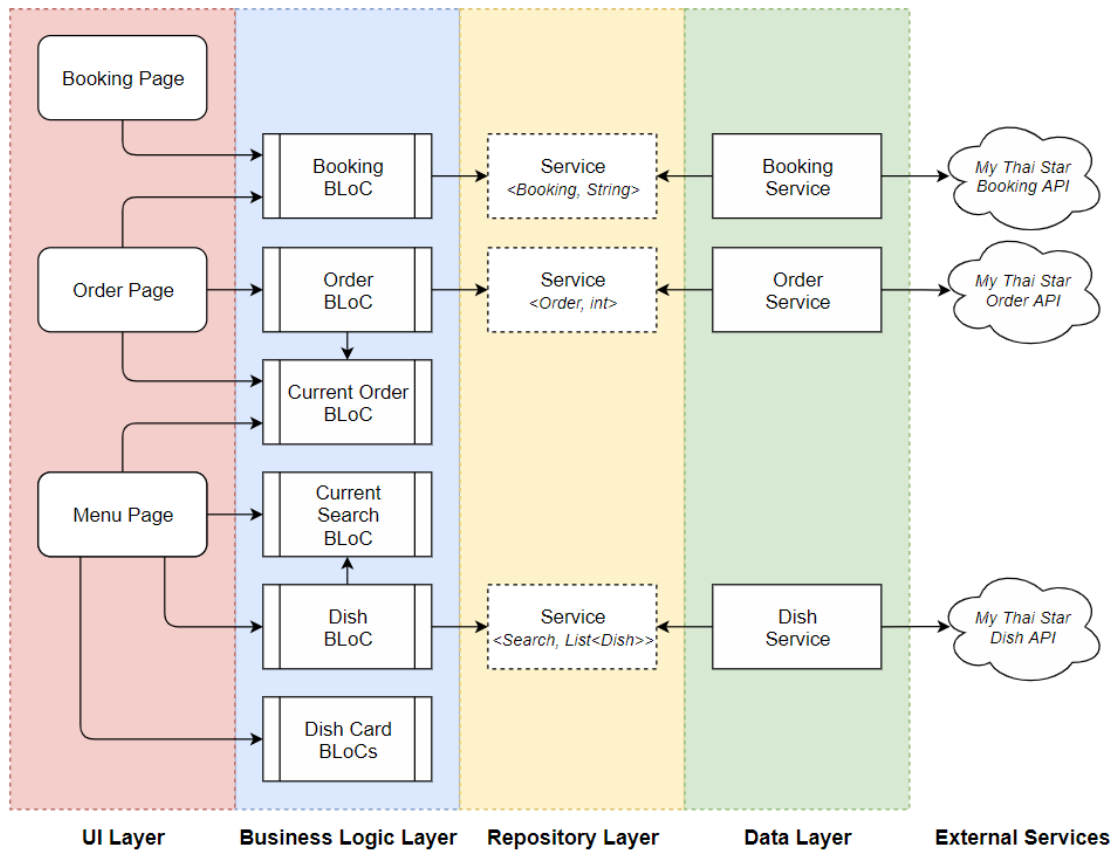 Booking Page
Booking
BLoC
Service
<Booking, String>
Booking
Service
My Thai Star
Booking API
Order Page
Order
BLoC
Service
<Order, int>
Order
Service
My Thai Star
Order API
Current Order
BLoC
Menu Page
Current
Search
BLoC
Dish
BLoC
Service
<Search, List<Dish>>
Dish
Service
My Thai Star
Dish API
Dish Card
BLoCs
UI Layer
Business Logic Layer
Repository Layer
Data Layer
External Services